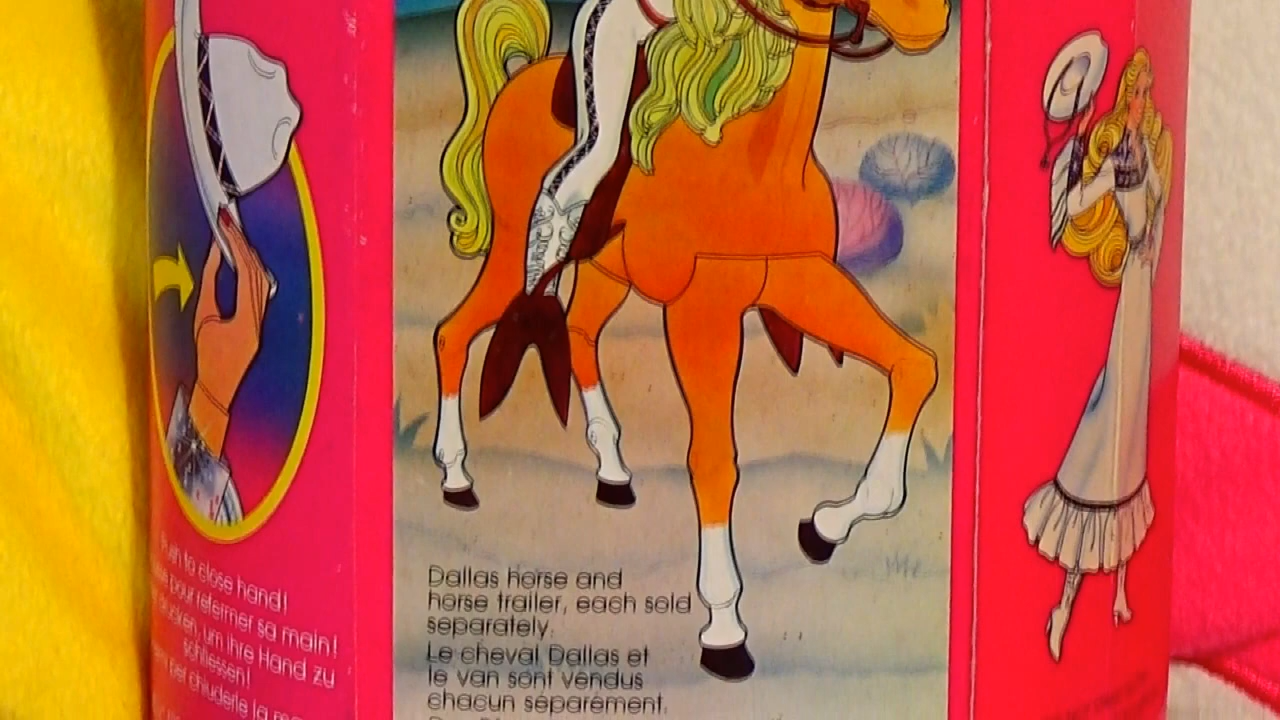 Push to close hand!
pour refermer sa main!
drücken, um ihre Hand zu
schliessen!
per chiuderle la
Dallas horse and
horse trailer, each sold
separately.
Le cheval Dallas et
le van sont vendus
chacun séparément.